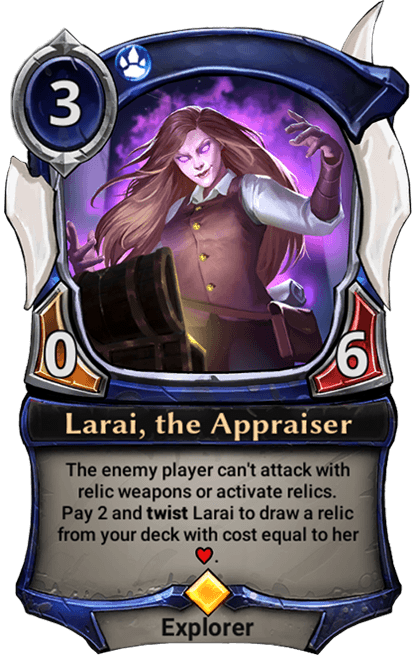 3
0
6
Larai, the Appraiser
The enemy player can't attack with
relic weapons or activate relics.
Pay 2 and twist Larai to draw a relic
from your deck with cost equal to her
♥.
Explorer